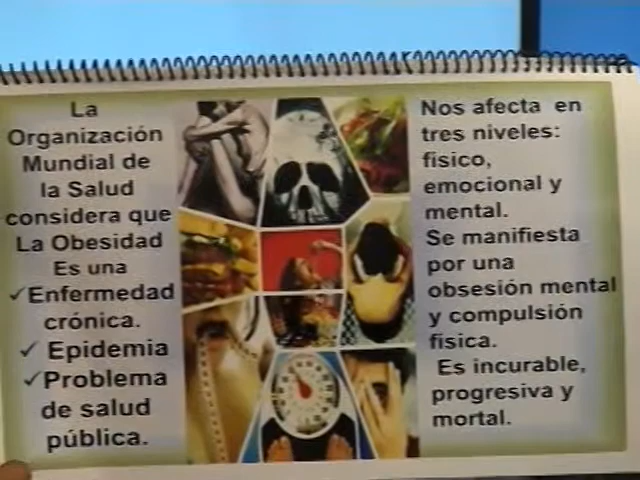 La
Organización
Mundial de
la Salud
considera que
La Obesidad
Es una
✓Enfermedad
crónica.
✓ Epidemia
✓Problema
de salud
pública.
Nos afecta en
tres niveles:
físico,
emocional y
mental.
Se manifiesta
por una
obsesión mental
y compulsión
física.
Es incurable,
progresiva y
mortal.